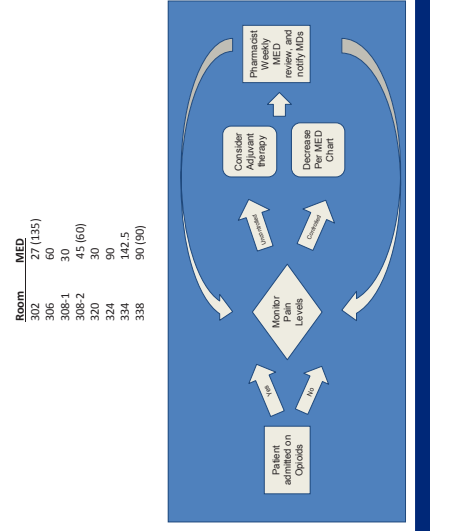 Room MED
302 27 (135)
306 60
308-1 30
308-2 45 (60)
320 30
324 90
334 142.5
338 90 (90)
Patient
admitted on
Opioids
Yes
No
Monitor
Pain
Levels
Uncontrolled
Controlled
Consider
Adjuvant
therapy
Decrease
Per MED
Chart
Pharmacist
Weekly
MED
review, and
notify MDs